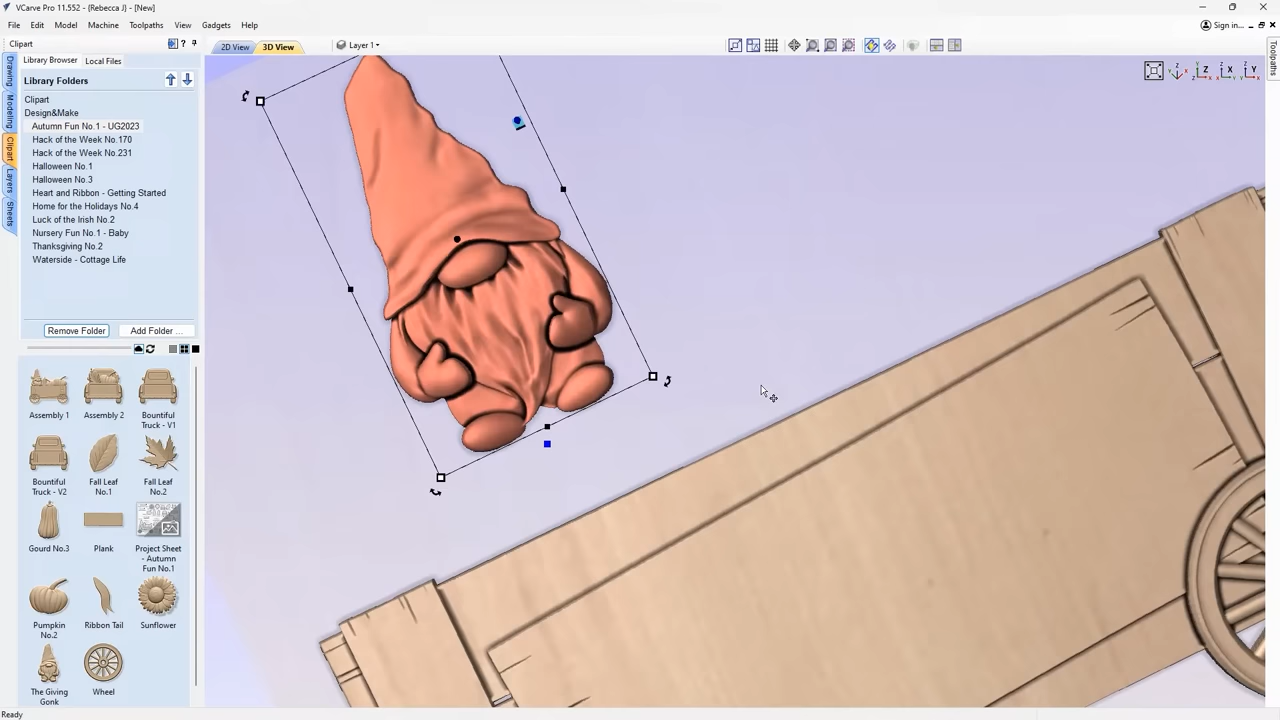 VCarve Pro 11.552 - {Rebecca J} - [New]
File Edit Model Machine Toolpaths View Gadgets Help
Sign in...
Clipart
?
2D View 3D View Layer 1
Library Browser Local Files
Library Folders
Clipart
Design&Make
Autumn Fun No.1 - UG2023
Hack of the Week No.170
Hack of the Week No.231
Halloween No.1
Halloween No.3
Heart and Ribbon - Getting Started
Home for the Holidays No.4
Luck of the Irish No.2
Nursery Fun No.1 - Baby
Thanksgiving No.2
Waterside - Cottage Life
Remove Folder Add Folder ...
Assembly 1 Assembly 2 Bountiful
Truck - V1
Bountiful Fall Leaf Fall Leaf
Truck - V2 No.1 No.2
Gourd No.3 Plank Project Sheet -
Autumn
Fun No.1
Pumpkin Ribbon Tail Sunflower
No.2
The Giving Wheel
Gonk
Drawing
Modeling
Clipart
Layers
Sheets
Toolpaths
Z X Y
Ready